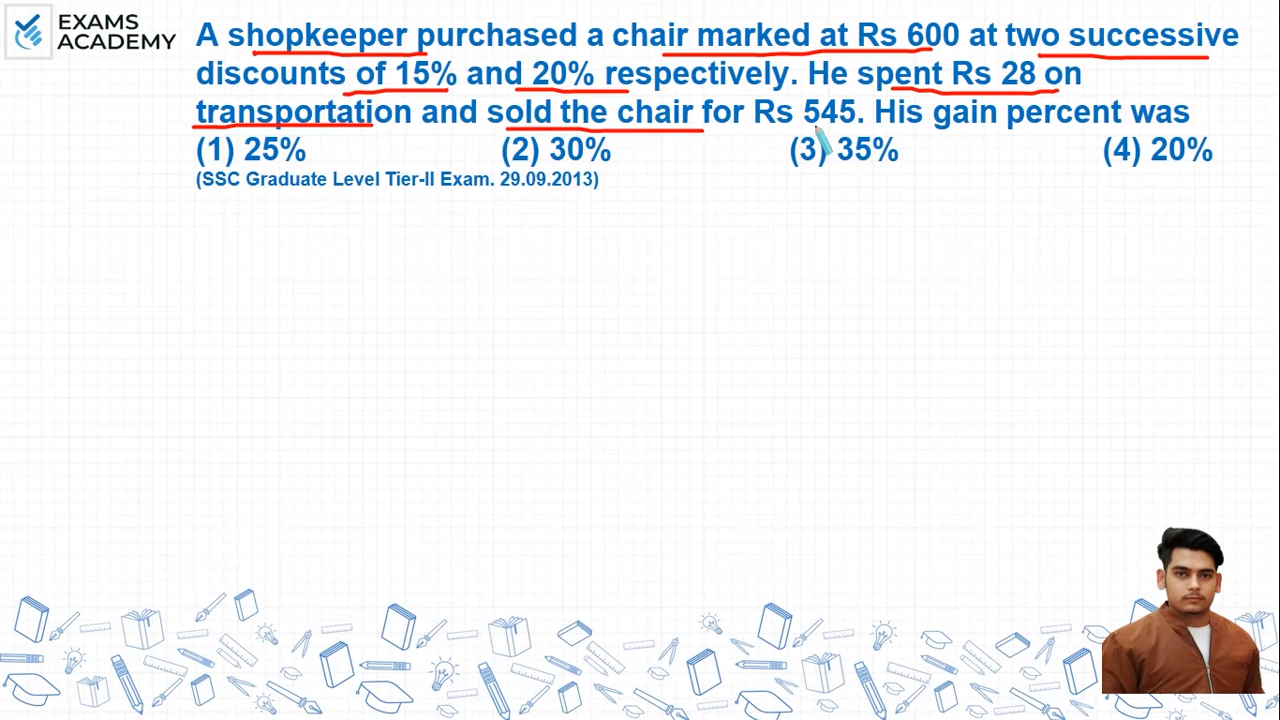 EXAMS
ACADEMY
A shopkeeper purchased a chair marked at Rs 600 at two successive
discounts of 15% and 20% respectively. He spent Rs 28 on
transportation and sold the chair for Rs 545. His gain percent was
(1) 25% (2) 30% (3) 35% (4) 20%
(SSC Graduate Level Tier-II Exam. 29.09.2013)